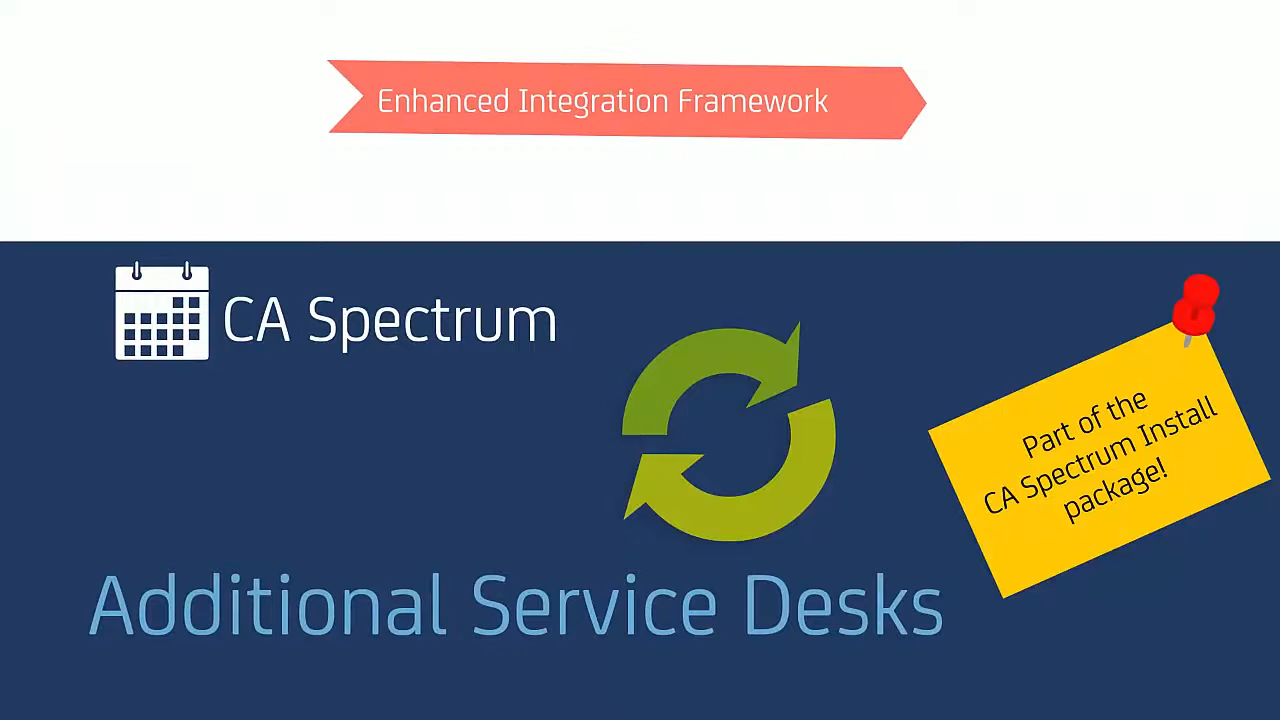 Enhanced Integration Framework
CA Spectrum
Part of the
CA Spectrum Install
package!
Additional Service Desks